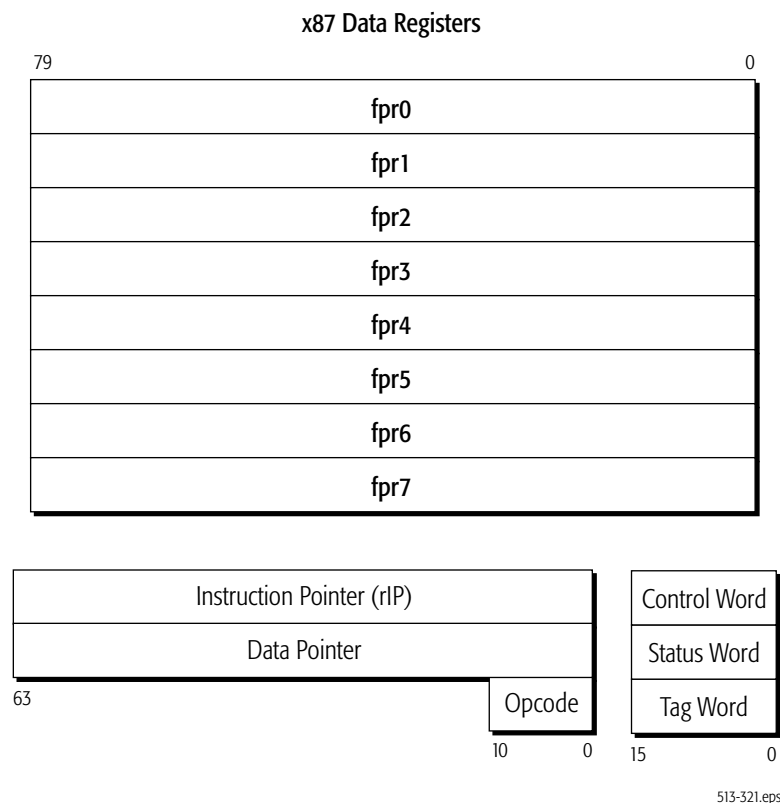 x87 Data Registers
79 0
fpr0
fpr1
fpr2
fpr3
fpr4
fpr5
fpr6
fpr7
Instruction Pointer (rIP) Control Word
Data Pointer Status Word
63 Opcode Tag Word
10 0 15 0
513-321.eps